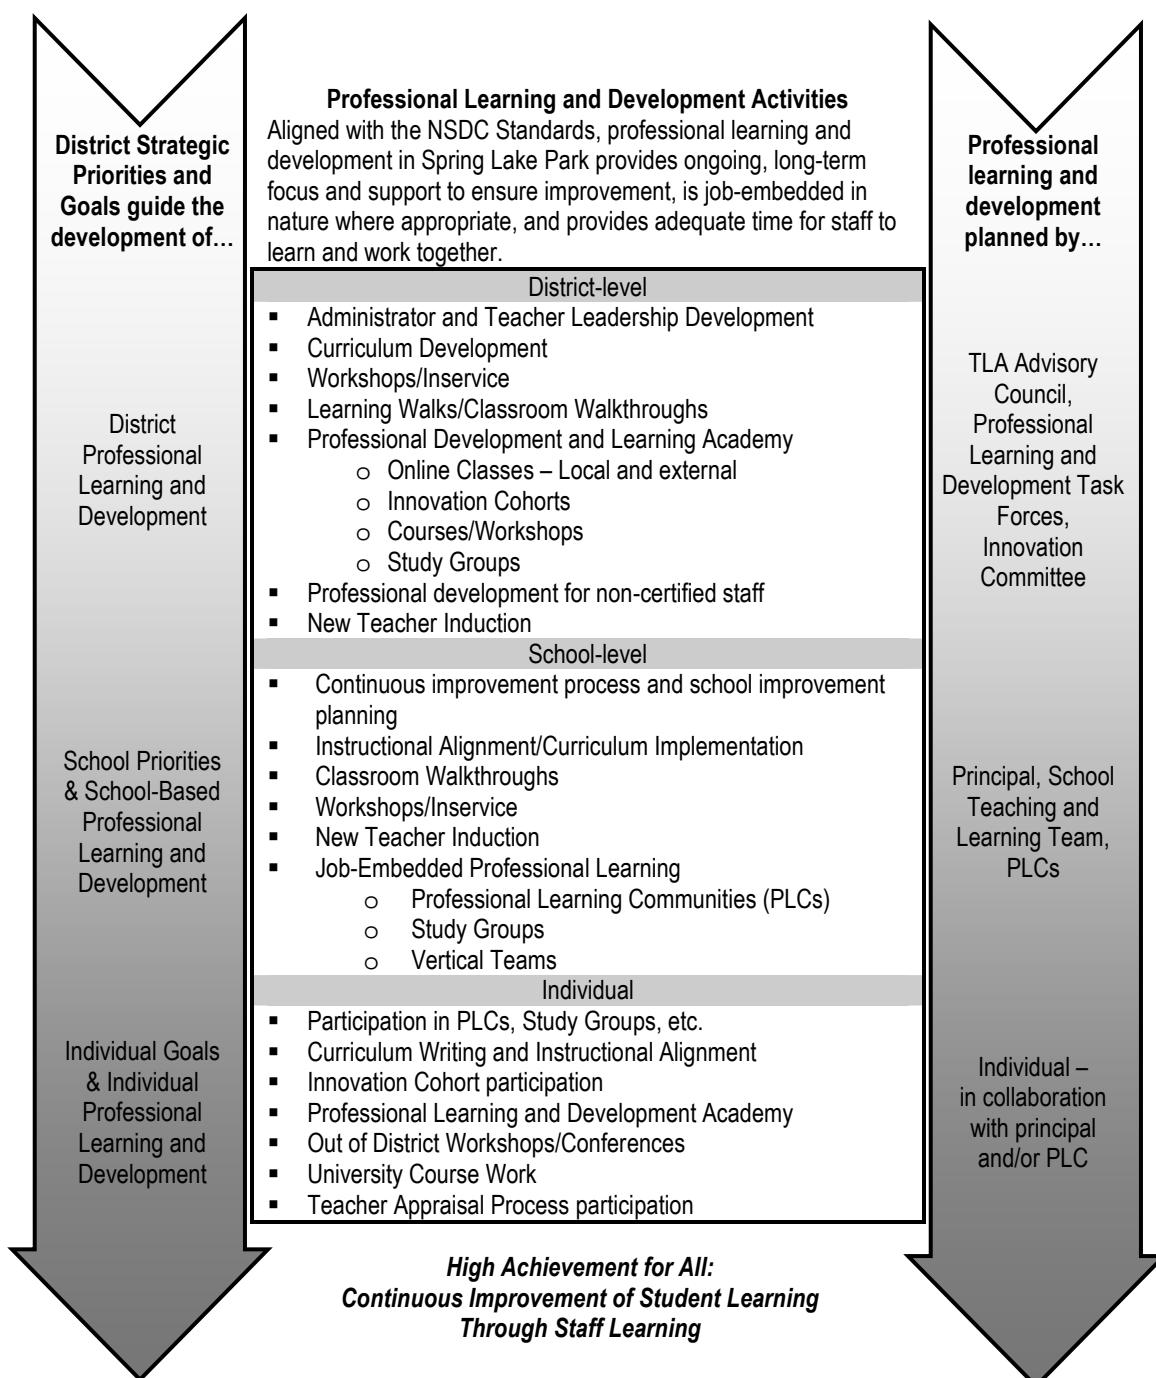 District Strategic
Priorities and
Goals guide the
development of…
District
Professional
Learning and
Development
School Priorities
& School-Based
Professional
Learning and
Development
Individual Goals
& Individual
Professional
Learning and
Development
Professional Learning and Development Activities
Aligned with the NSDC Standards, professional learning and
development in Spring Lake Park provides ongoing, long-term
focus and support to ensure improvement, is job-embedded in
nature where appropriate, and provides adequate time for staff to
learn and work together.
District-level
▪ Administrator and Teacher Leadership Development
▪ Curriculum Development
▪ Workshops/Inservice
▪ Learning Walks/Classroom Walkthroughs
▪ Professional Development and Learning Academy
o Online Classes – Local and external
o Innovation Cohorts
o Courses/Workshops
o Study Groups
▪ Professional development for non-certified staff
▪ New Teacher Induction
School-level
▪ Continuous improvement process and school improvement
planning
▪ Instructional Alignment/Curriculum Implementation
▪ Classroom Walkthroughs
▪ Workshops/Inservice
▪ New Teacher Induction
▪ Job-Embedded Professional Learning
o Professional Learning Communities (PLCs)
o Study Groups
o Vertical Teams
Individual
▪ Participation in PLCs, Study Groups, etc.
▪ Curriculum Writing and Instructional Alignment
▪ Innovation Cohort participation
▪ Professional Learning and Development Academy
▪ Out of District Workshops/Conferences
▪ University Course Work
▪ Teacher Appraisal Process participation
High Achievement for All:
Continuous Improvement of Student Learning
Through Staff Learning
Professional
learning and
development
planned by…
TLA Advisory
Council,
Professional
Learning and
Development Task
Forces,
Innovation
Committee
Principal, School
Teaching and
Learning Team,
PLCs
Individual –
in collaboration
with principal
and/or PLC